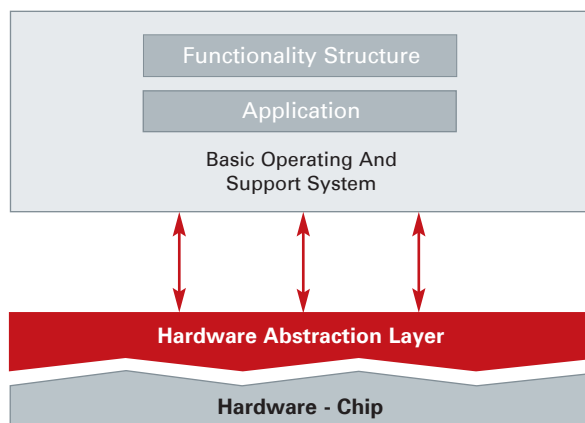 Functionality Structure
Application
Basic Operating And
Support System
Hardware Abstraction Layer
Hardware - Chip